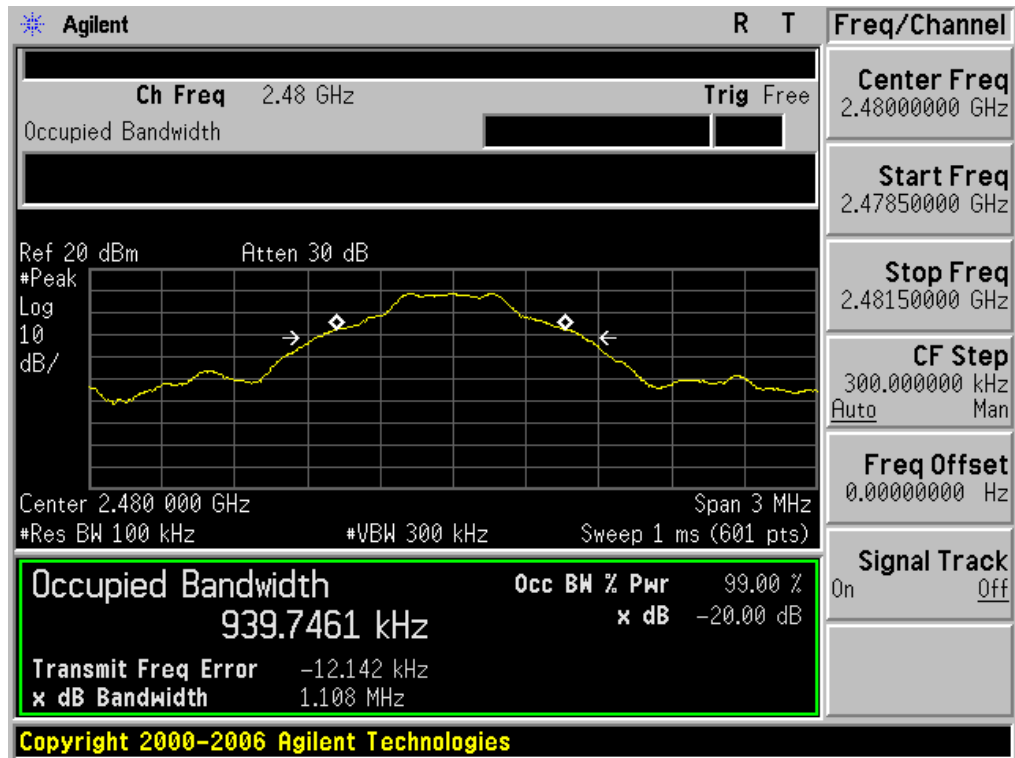 Agilent R T Freq/Channel
Ch Freq 2.48 GHz Trig Free
Occupied Bandwidth
Center Freq
2.48000000 GHz
Start Freq
2.47850000 GHz
Stop Freq
2.48150000 GHz
CF Step
300.000000 kHz
Auto Man
Freq Offset
0.00000000 Hz
Signal Track
On Off
Ref 20 dBm Atten 30 dB
#Peak
Log
10
dB/
Center 2.480 000 GHz Span 3 MHz
#Res BW 100 kHz #VBW 300 kHz Sweep 1 ms (601 pts)
Occupied Bandwidth Occ BW % Pwr 99.00 %
939.7461 kHz x dB -20.00 dB
Transmit Freq Error -12.142 kHz
x dB Bandwidth 1.108 MHz
Copyright 2000-2006 Agilent Technologies